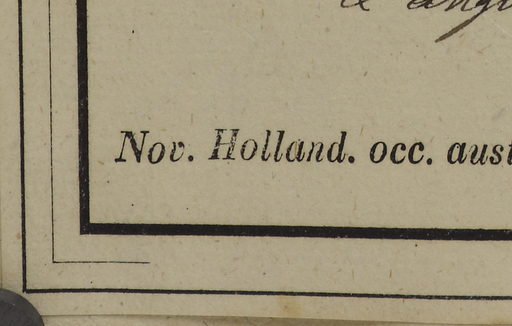 Nov. Holland. occ. aust